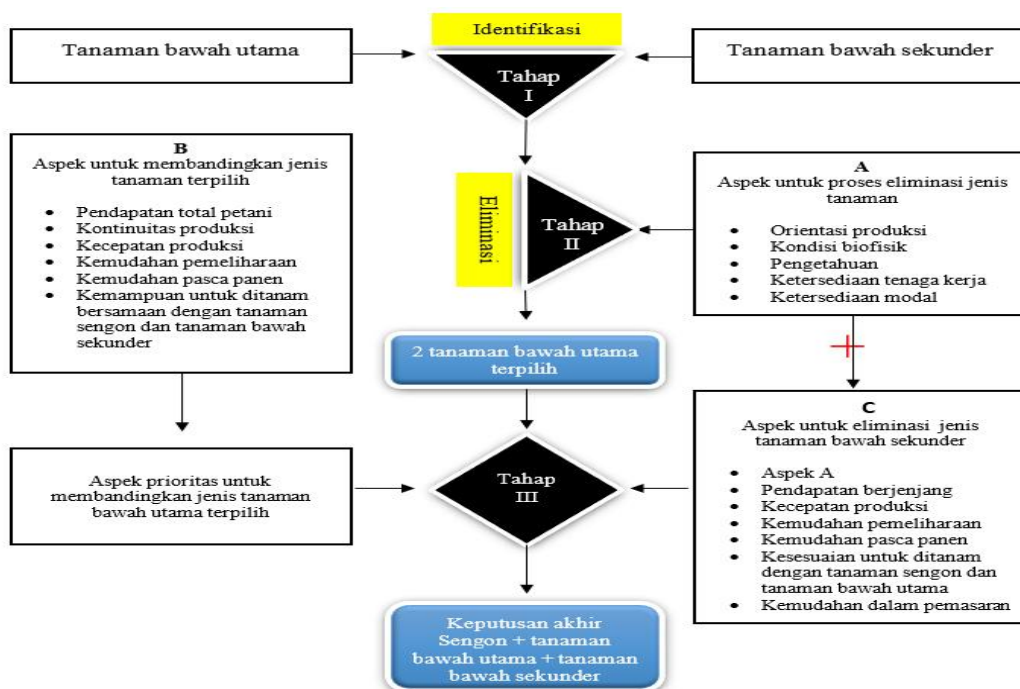 Identifikasi
Tanaman bawah utama
Tanaman bawah sekunder
Tahap
I
B
Aspek untuk membandingkan jenis
tanaman terpilih
• Pendapatan total petani
• Kontinuitas produksi
• Kecepatan produksi
• Kemudahan pemeliharaan
• Kemudahan pasca panen
• Kemampuan untuk ditanam
bersamaan dengan tanaman
sengon dan tanaman bawah
sekunder
Eliminasi
Tahap
II
A
Aspek untuk proses eliminasi jenis
tanaman
• Orientasi produksi
• Kondisi biofisik
• Pengetahuan
• Ketersediaan tenaga kerja
• Ketersediaan modal
2 tanaman bawah utama
terpilih
Aspek prioritas untuk
membandingkan jenis tanaman
bawah utama terpilih
Tahap
III
C
Aspek untuk eliminasi jenis
tanaman bawah sekunder
• Aspek A
• Pendapatan berjenjang
• Kecepatan produksi
• Kemudahan pemeliharaan
• Kemudahan pasca panen
• Kesesuaian untuk ditanam
dengan tanaman sengon dan
tanaman bawah utama
• Kemudahan dalam pemasaran
Keputusan akhir
Sengon + tanaman
bawah utama + tanaman
bawah sekunder